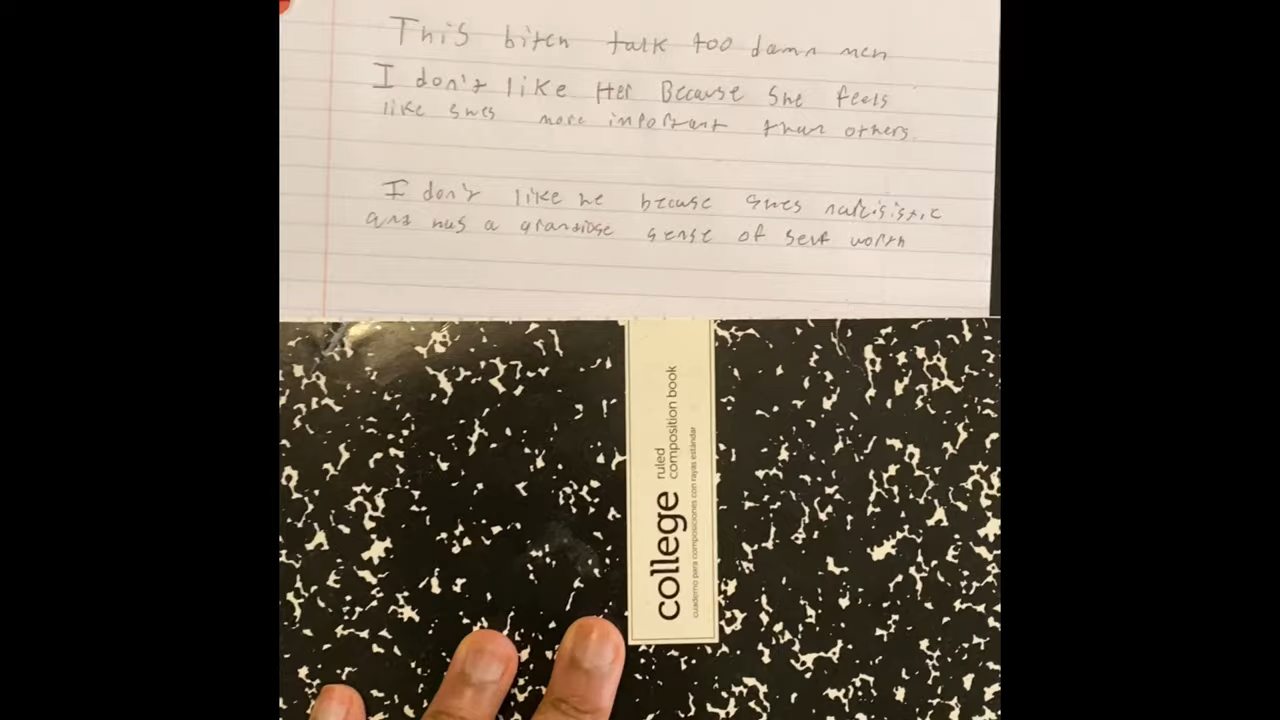 This bitch talk too damn men
I don't like Her Because She feels
like shes more important than others.
I don't like he because shes narcisistic
and has a grandiose sense of self worth
college ruled
composition book
cuaderno para composiciones con rayas estándar